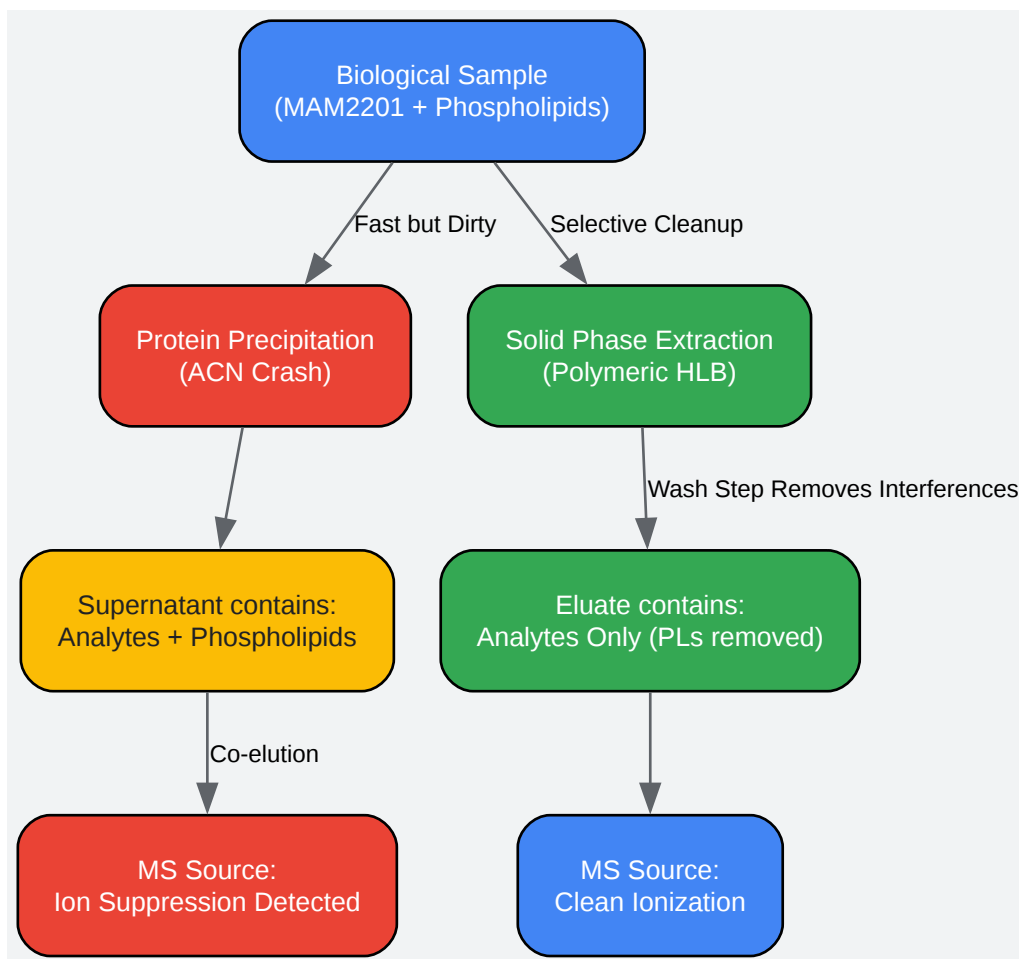 Biological Sample
(MAM2201 + Phospholipids)
Fast but Dirty
Selective Cleanup
Protein Precipitation
(ACN Crash)
Solid Phase Extraction
(Polymeric HLB)
Wash Step Removes Interferences
Supernatant contains:
Analytes + Phospholipids
Eluate contains:
Analytes Only (PLs removed)
Co-elution
MS Source:
Ion Suppression Detected
MS Source:
Clean Ionization